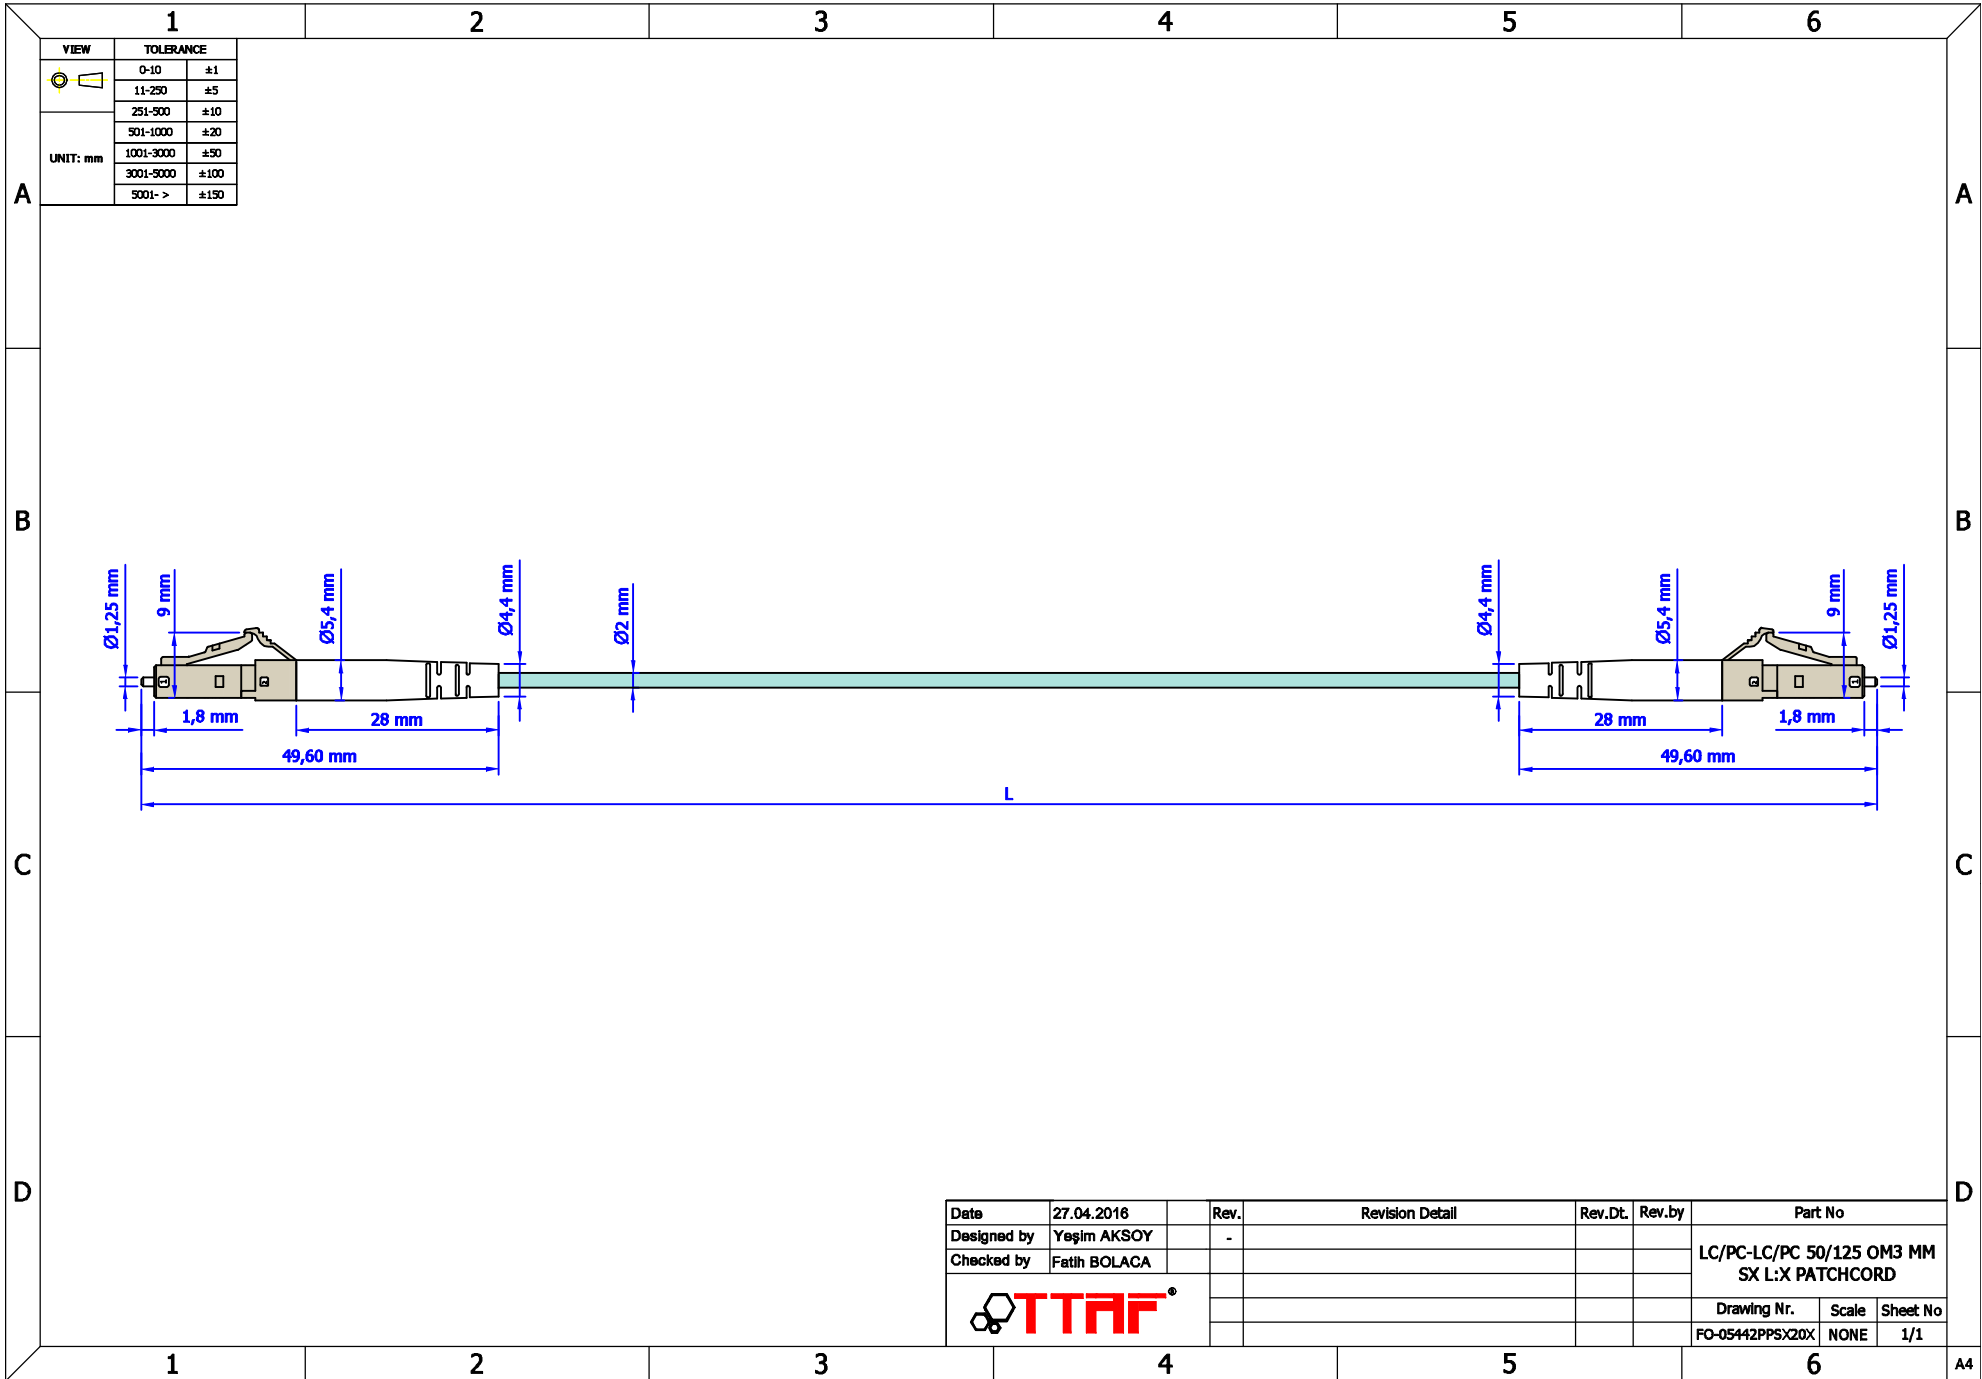 1 2 3 4 5 6
VIEW TOLERANCE
0-10 ±1
11-250 ±5
251-500 ±10
501-1000 ±20
UNIT: mm
1001-3000 ±50
3001-5000 ±100
5001- > ±150
A A
B B
Ø1,25 mm
9 mm
Ø5,4 mm
Ø4,4 mm
Ø2 mm
Ø4,4 mm
Ø5,4 mm
9 mm
Ø1,25 mm
1 2 2 1
1,8 mm 28 mm 28 mm 1,8 mm
49,60 mm 49,60 mm
L
C C
D D
Date 27.04.2016 Rev. Revision Detail Rev.Dt. Rev.by Part No
Designed by Yeşim AKSOY -
Checked by Fatih BOLACA
LC/PC-LC/PC 50/125 OM3 MM
SX L:X PATCHCORD
TTAF®
Drawing Nr. Scale Sheet No
FO-05442PPSX20X NONE 1/1
1 2 3 4 5 6 A4